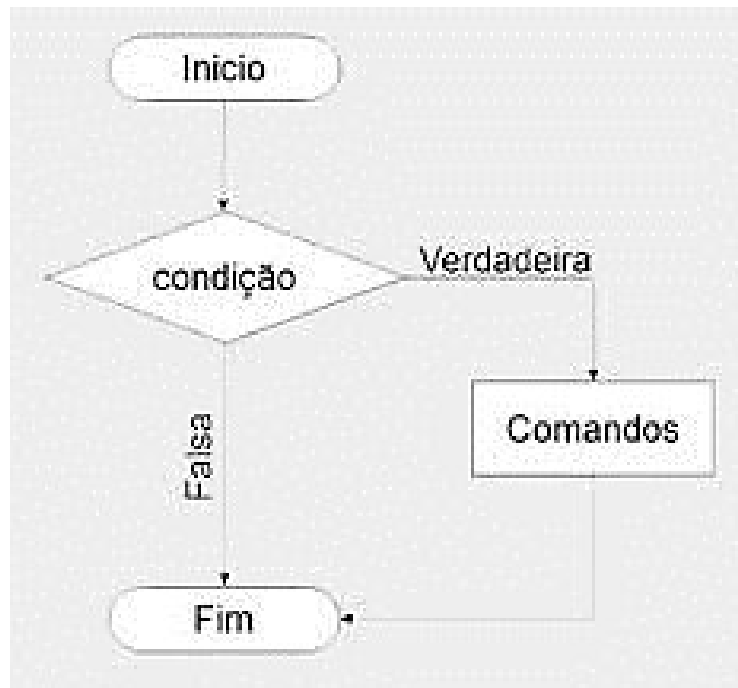 Inicio
condição
Verdadeira
Comandos
Falsa
Fim